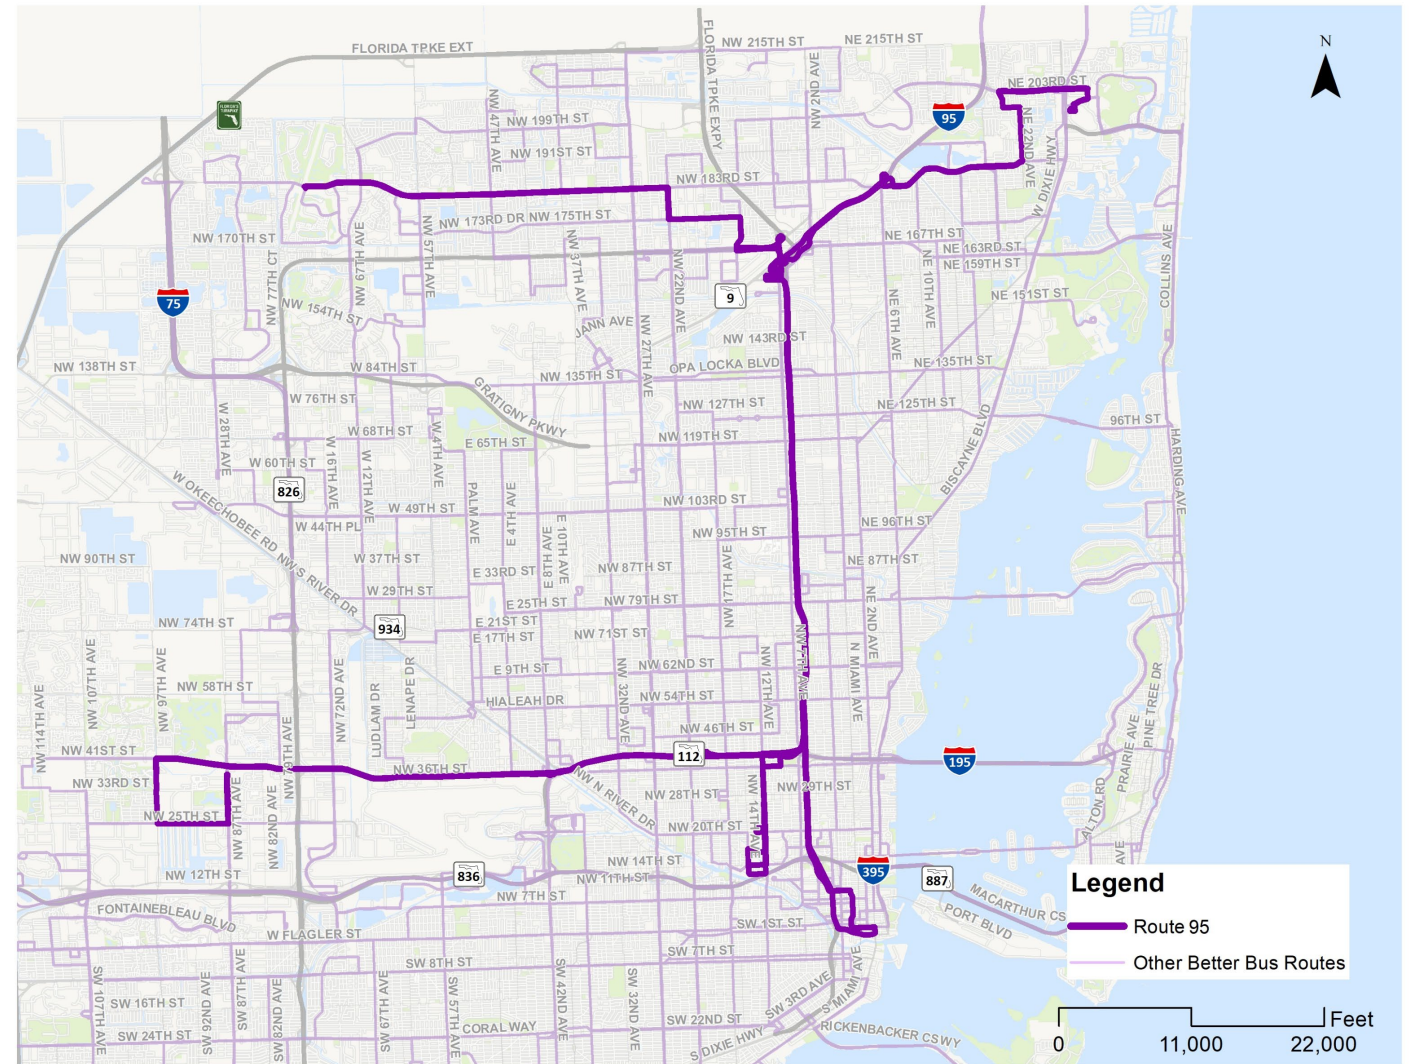 N
FLORIDA TPKE EXT
FLORIDA TPKE EXPY
NW 215TH ST
NE 215TH ST
NW 2ND AVE
NE 203RD ST
95
NW 47TH AVE
NW 199TH ST
NW 191ST ST
NE 22ND AVE
W DIXIE HWY
NW 183RD ST
NW 173RD DR
NW 175TH ST
NW 170TH ST
NW 77TH CT
NW 67TH AVE
NW 57TH AVE
NW 37TH AVE
NW 22ND AVE
NE 167TH ST
NE 163RD ST
NE 159TH ST
NE 10TH AVE
NE 6TH AVE
NE 151ST ST
COLLINS AVE
75
9
NW 154TH ST
JANN AVE
NW 27TH AVE
NW 143RD ST
NW 138TH ST
W 84TH ST
NW 135TH ST
OPA LOCKA BLVD
NE 135TH ST
W 76TH ST
GRATIGNY PKWY
NW 127TH ST
NE 125TH ST
BISCAYNE BLVD
96TH ST
HARDING AVE
W 28TH AVE
W 68TH ST
W 4TH AVE
E 65TH ST
NW 119TH ST
W 60TH ST
W 16TH AVE
W 12TH AVE
W OKEECHOBEE RD
826
PALM AVE
E 4TH AVE
E 8TH AVE
E 10TH AVE
W 49TH ST
NW 103RD ST
W 44TH PL
NW 95TH ST
NE 96TH ST
NW 90TH ST
NW S RIVER DR
W 37TH ST
E 33RD ST
NW 87TH ST
NW 17TH AVE
NE 87TH ST
W 29TH ST
E 25TH ST
NW 79TH ST
NE 2ND AVE
NW 74TH ST
934
E 21ST ST
E 17TH ST
NW 71ST ST
NW 7TH AVE
NW 114TH AVE
NW 107TH AVE
NW 97TH AVE
NW 58TH ST
NW 79TH AVE
NW 72ND AVE
LUDLAM DR
LENAPE DR
E 9TH ST
HIALEAH DR
NW 32ND AVE
NW 62ND ST
NW 54TH ST
NW 46TH ST
NW 12TH AVE
N MIAMI AVE
PRAIRIE AVE
PINE TREE DR
NW 41ST ST
112
195
NW 36TH ST
NW 33RD ST
NW N RIVER DR
NW 28TH ST
NW 29TH ST
NW 14TH AVE
NW 25TH ST
NW 87TH AVE
NW 82ND AVE
NW 20TH ST
ALTON RD
NW 14TH ST
NW 12TH ST
836
NW 11TH ST
NW 7TH ST
395
887
MACARTHUR CS
PORT BLVD
AVE
FONTAINEBLEAU BLVD
W FLAGLER ST
SW 1ST ST
SW 7TH ST
SW 8TH ST
SW 107TH AVE
SW 16TH ST
SW 24TH ST
SW 92ND AVE
SW 87TH AVE
SW 82ND AVE
SW 67TH AVE
SW 57TH AVE
CORAL WAY
SW 42ND AVE
SW 32ND AVE
SW 22ND ST
SW 3RD AVE
S MIAMI AVE
S DIXIE HWY
RICKENBACKER CSWY
Legend
Route 95
Other Better Bus Routes
Feet
0 11,000 22,000